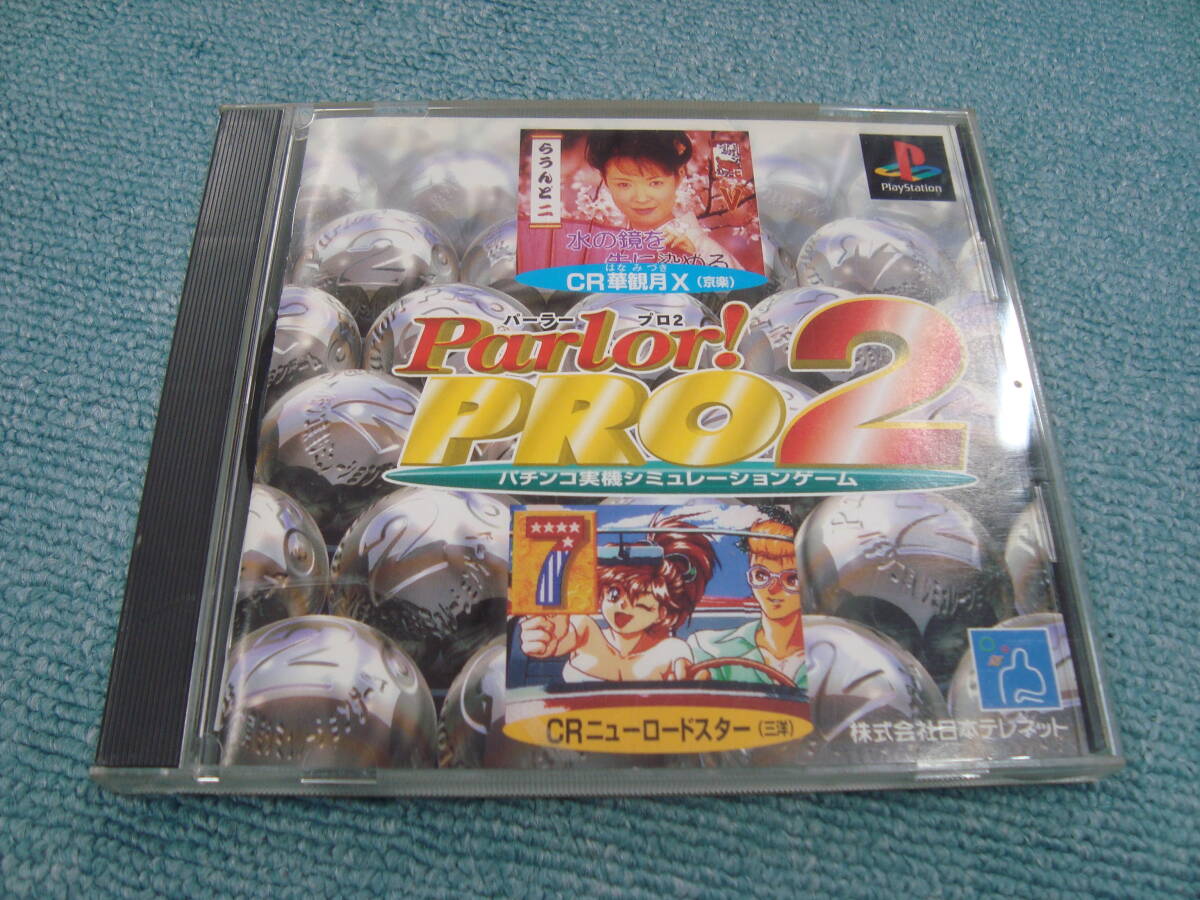 らうんど二
V
PlayStation
水の鏡を
はなみづき
CR華観月X（京楽）
パーラー プロ2
Parlor!
PRO2
パチンコ実機シミュレーションゲーム
7
CRニューロードスター（三洋）
株式会社日本テレネット